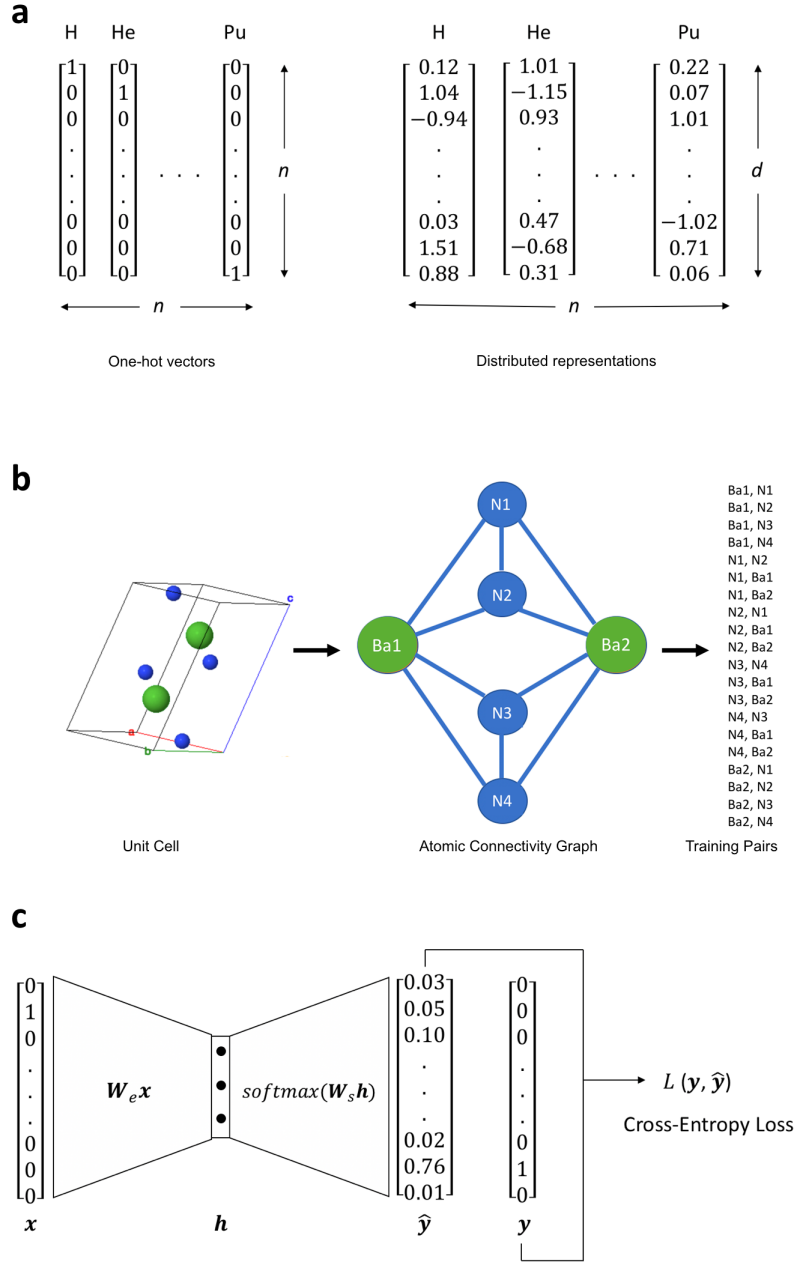 a
H He Pu H He Pu
1 0 0 0.12 1.01 0.22
0 1 0 1.04 −1.15 0.07
0 0 0 −0.94 0.93 1.01
. . . . . .
. . . . . . n . . . . . . d
. . . . . .
0 0 0 0.03 0.47 −1.02
0 0 0 1.51 −0.68 0.71
0 0 1 0.88 0.31 0.06
n n
One-hot vectors Distributed representations
b
c
a
b
Unit Cell
N1
N2
Ba1 Ba2
N3
N4
Atomic Connectivity Graph
Ba1, N1
Ba1, N2
Ba1, N3
Ba1, N4
N1, N2
N1, Ba1
N1, Ba2
N2, N1
N2, Ba1
N2, Ba2
N3, N4
N3, Ba1
N3, Ba2
N4, N3
N4, Ba1
N4, Ba2
Ba2, N1
Ba2, N2
Ba2, N3
Ba2, N4
Training Pairs
c
0 0.03 0
1 0.05 0
0 0.10 0
. . .
. . .
. . .
0 0.02 0
0 0.76 1
0 0.01 0
Wₑx softmax(Wₛh)
x h ŷ y
L (y, ŷ)
Cross-Entropy Loss